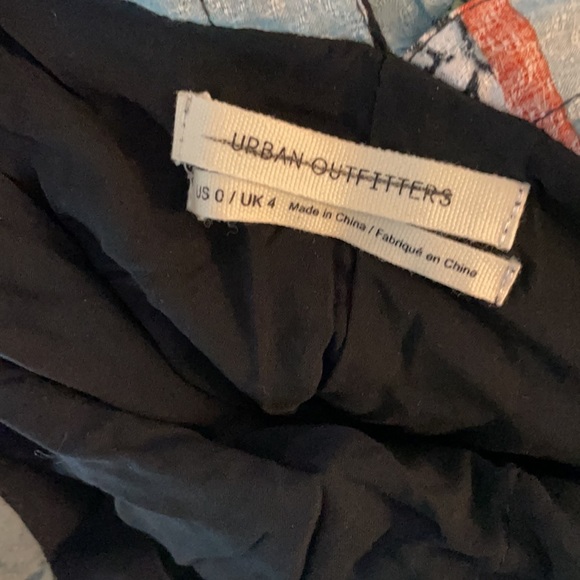 URBAN OUTFITTERS
US 0 / UK 4 Made in China / Fabriqué en Chine